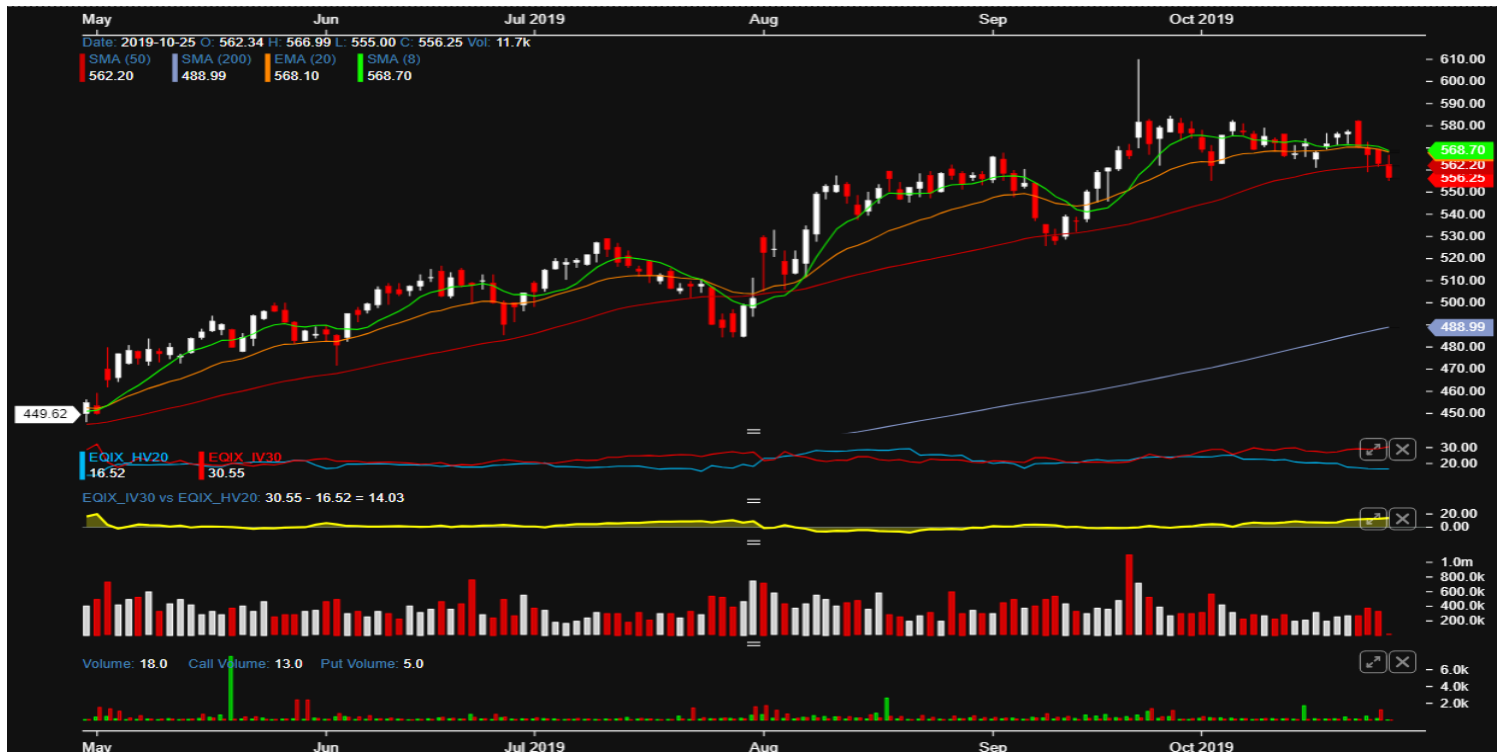 May Jun Jul 2019 Aug Sep Oct 2019
Date: 2019-10-25 O: 562.34 H: 566.99 L: 555.00 C: 556.25 Vol: 11.7k
SMA (50) SMA (200) EMA (20) SMA (8)
562.20 488.99 568.10 568.70
610.00
600.00
590.00
580.00
568.70
562.20
556.25
550.00
540.00
530.00
520.00
510.00
500.00
488.99
480.00
470.00
460.00
449.62
450.00
EQIX_HV20 EQIX_IV30
16.52 30.55
30.00
20.00
EQIX_IV30 vs EQIX_HV20: 30.55 - 16.52 = 14.03
20.00
0.00
1.0m
800.0k
600.0k
400.0k
200.0k
Volume: 18.0 Call Volume: 13.0 Put Volume: 5.0
6.0k
4.0k
2.0k
May Jun Jul 2019 Aug Sep Oct 2019